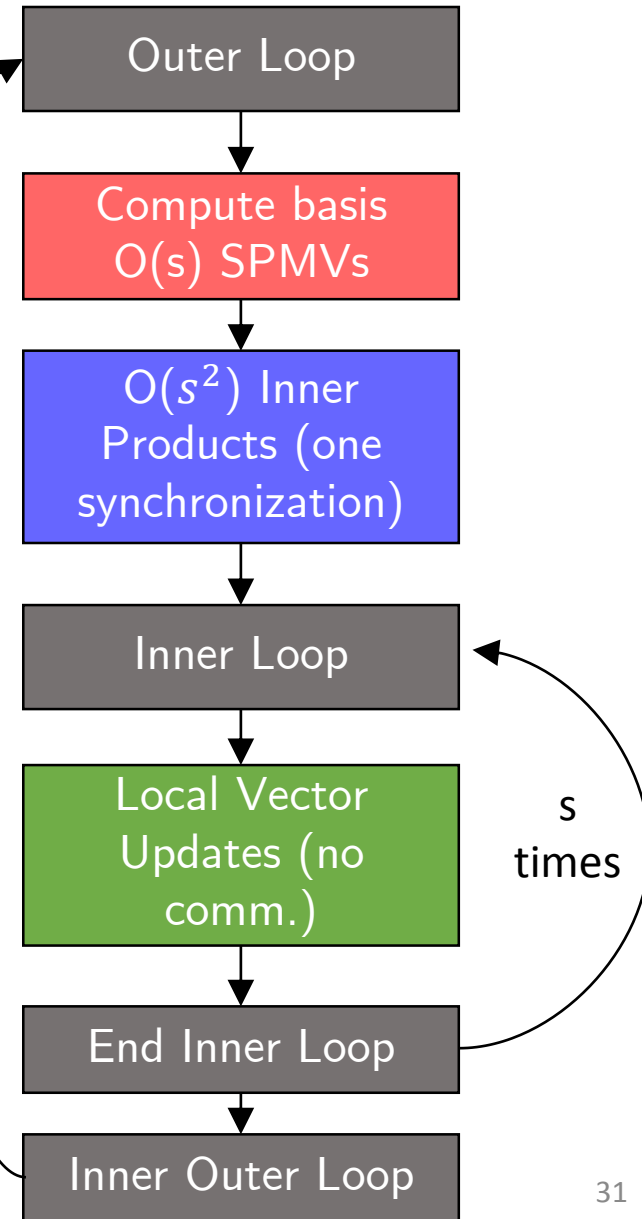 Outer Loop
Compute basis
O(s) SPMVs
O(s²) Inner
Products (one
synchronization)
Inner Loop
Local Vector
Updates (no
comm.)
s
times
End Inner Loop
Inner Outer Loop
31